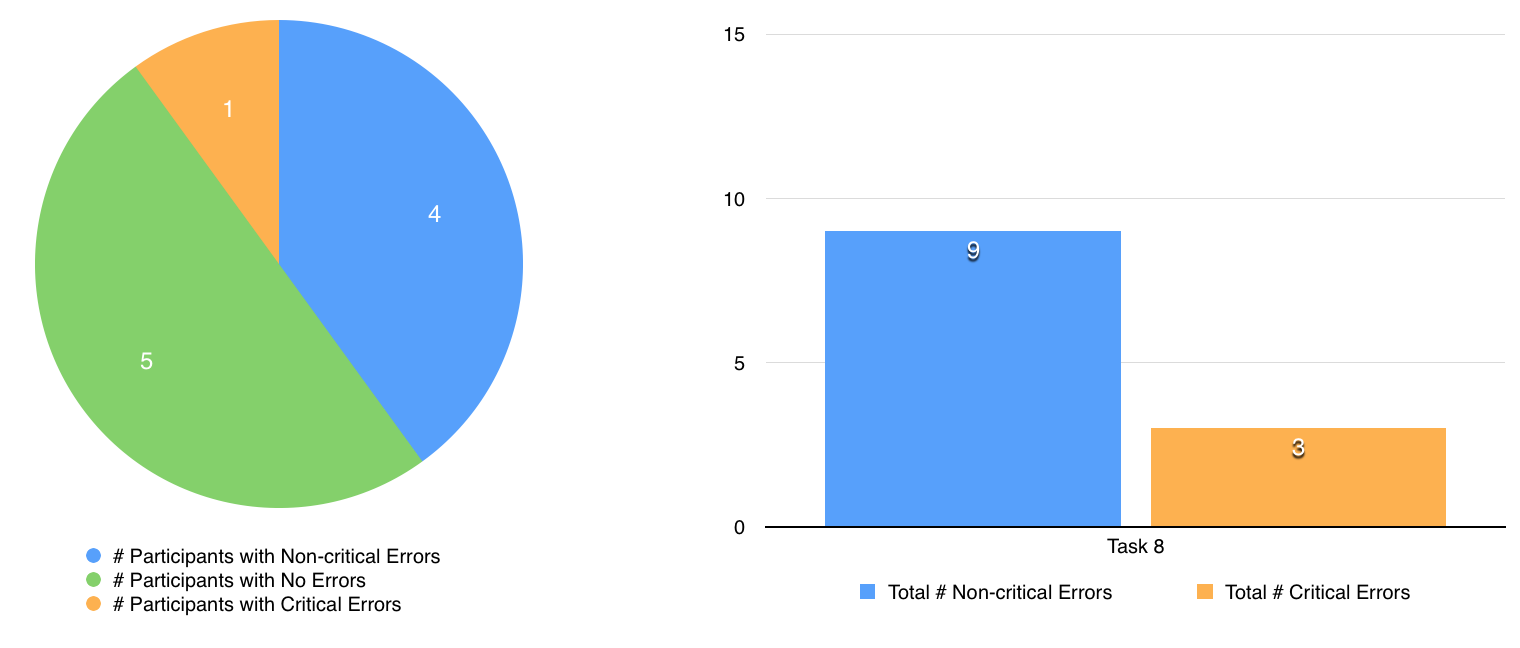 1
4
5
# Participants with Non-critical Errors
# Participants with No Errors
# Participants with Critical Errors
15
10
5
0
9
3
Task 8
Total # Non-critical Errors
Total # Critical Errors